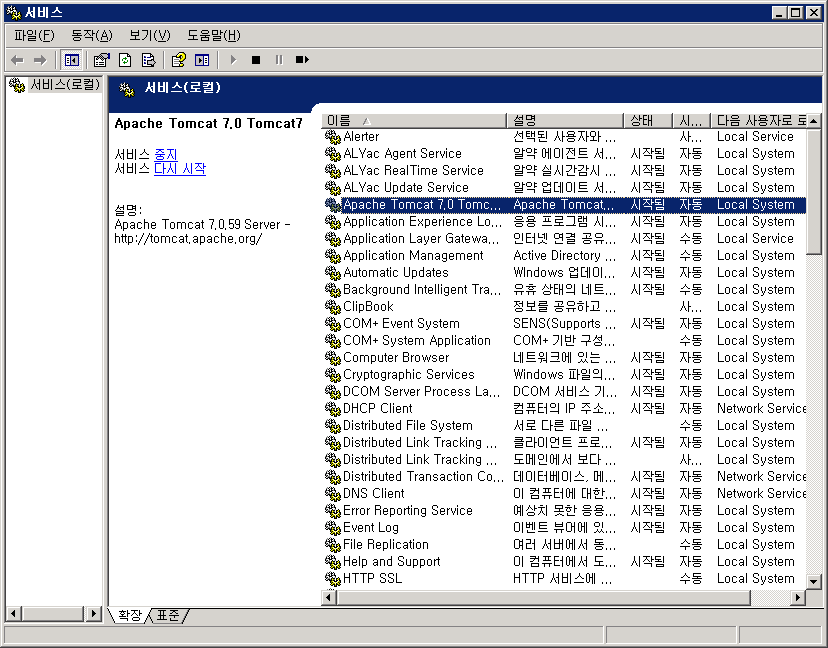 서비스
파일(F) 동작(A) 보기(V) 도움말(H)
서비스(로컬)
서비스(로컬)
Apache Tomcat 7.0 Tomcat7
서비스 중지
서비스 다시 시작
설명:
Apache Tomcat 7.0.59 Server -
http://tomcat.apache.org/
이름 설명 상태 시... 다음 사용자로 로
Alerter 선택된 사용자와 ... 사... Local Service
ALYac Agent Service 알약 에이전트 서... 시작됨 자동 Local System
ALYac RealTime Service 알약 실시간감시 ... 시작됨 자동 Local System
ALYac Update Service 알약 업데이트 서... 시작됨 자동 Local System
Apache Tomcat 7.0 Tomc... Apache Tomcat... 시작됨 자동 Local System
Application Experience Lo... 응용 프로그램 시... 시작됨 자동 Local System
Application Layer Gatewa... 인터넷 연결 공유... 시작됨 수동 Local Service
Application Management Active Directory ... 시작됨 수동 Local System
Automatic Updates Windows 업데이... 시작됨 자동 Local System
Background Intelligent Tra... 유휴 상태의 네트... 시작됨 수동 Local System
ClipBook 정보를 공유하고 ... 사... Local System
COM+ Event System SENS(Supports ... 시작됨 자동 Local System
COM+ System Application COM+ 기반 구성... 수동 Local System
Computer Browser 네트워크에 있는 ... 시작됨 자동 Local System
Cryptographic Services Windows 파일의... 시작됨 자동 Local System
DCOM Server Process La... DCOM 서비스 기... 시작됨 자동 Local System
DHCP Client 컴퓨터의 IP 주소... 시작됨 자동 Network Service
Distributed File System 서로 다른 파일 ... 수동 Local System
Distributed Link Tracking ... 클라이언트 프로... 시작됨 자동 Local System
Distributed Link Tracking ... 도메인에서 보다 ... 사... Local System
Distributed Transaction Co... 데이터베이스, 메... 시작됨 자동 Network Service
DNS Client 이 컴퓨터에 대한... 시작됨 자동 Network Service
Error Reporting Service 예상치 못한 응용... 시작됨 자동 Local System
Event Log 이벤트 뷰어에 있... 시작됨 자동 Local System
File Replication 여러 서버에서 동... 수동 Local System
Help and Support 이 컴퓨터에서 도... 시작됨 자동 Local System
HTTP SSL HTTP 서비스에 ... 수동 Local System
확장 표준